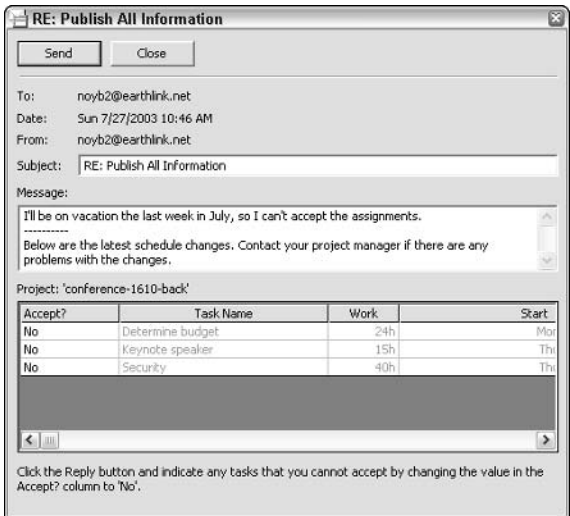 RE: Publish All Information
Send Close
To: noyb2@earthlink.net
Date: Sun 7/27/2003 10:46 AM
From: noyb2@earthlink.net
Subject: RE: Publish All Information
Message:
I'll be on vacation the last week in July, so I can't accept the assignments.
----------
Below are the latest schedule changes. Contact your project manager if there are any
problems with the changes.
Project: 'conference-1610-back'
Accept? Task Name Work Start
No Determine budget 24h Mon
No Keynote speaker 15h Thu
No Security 40h Thu
Click the Reply button and indicate any tasks that you cannot accept by changing the value in the
Accept? column to 'No'.